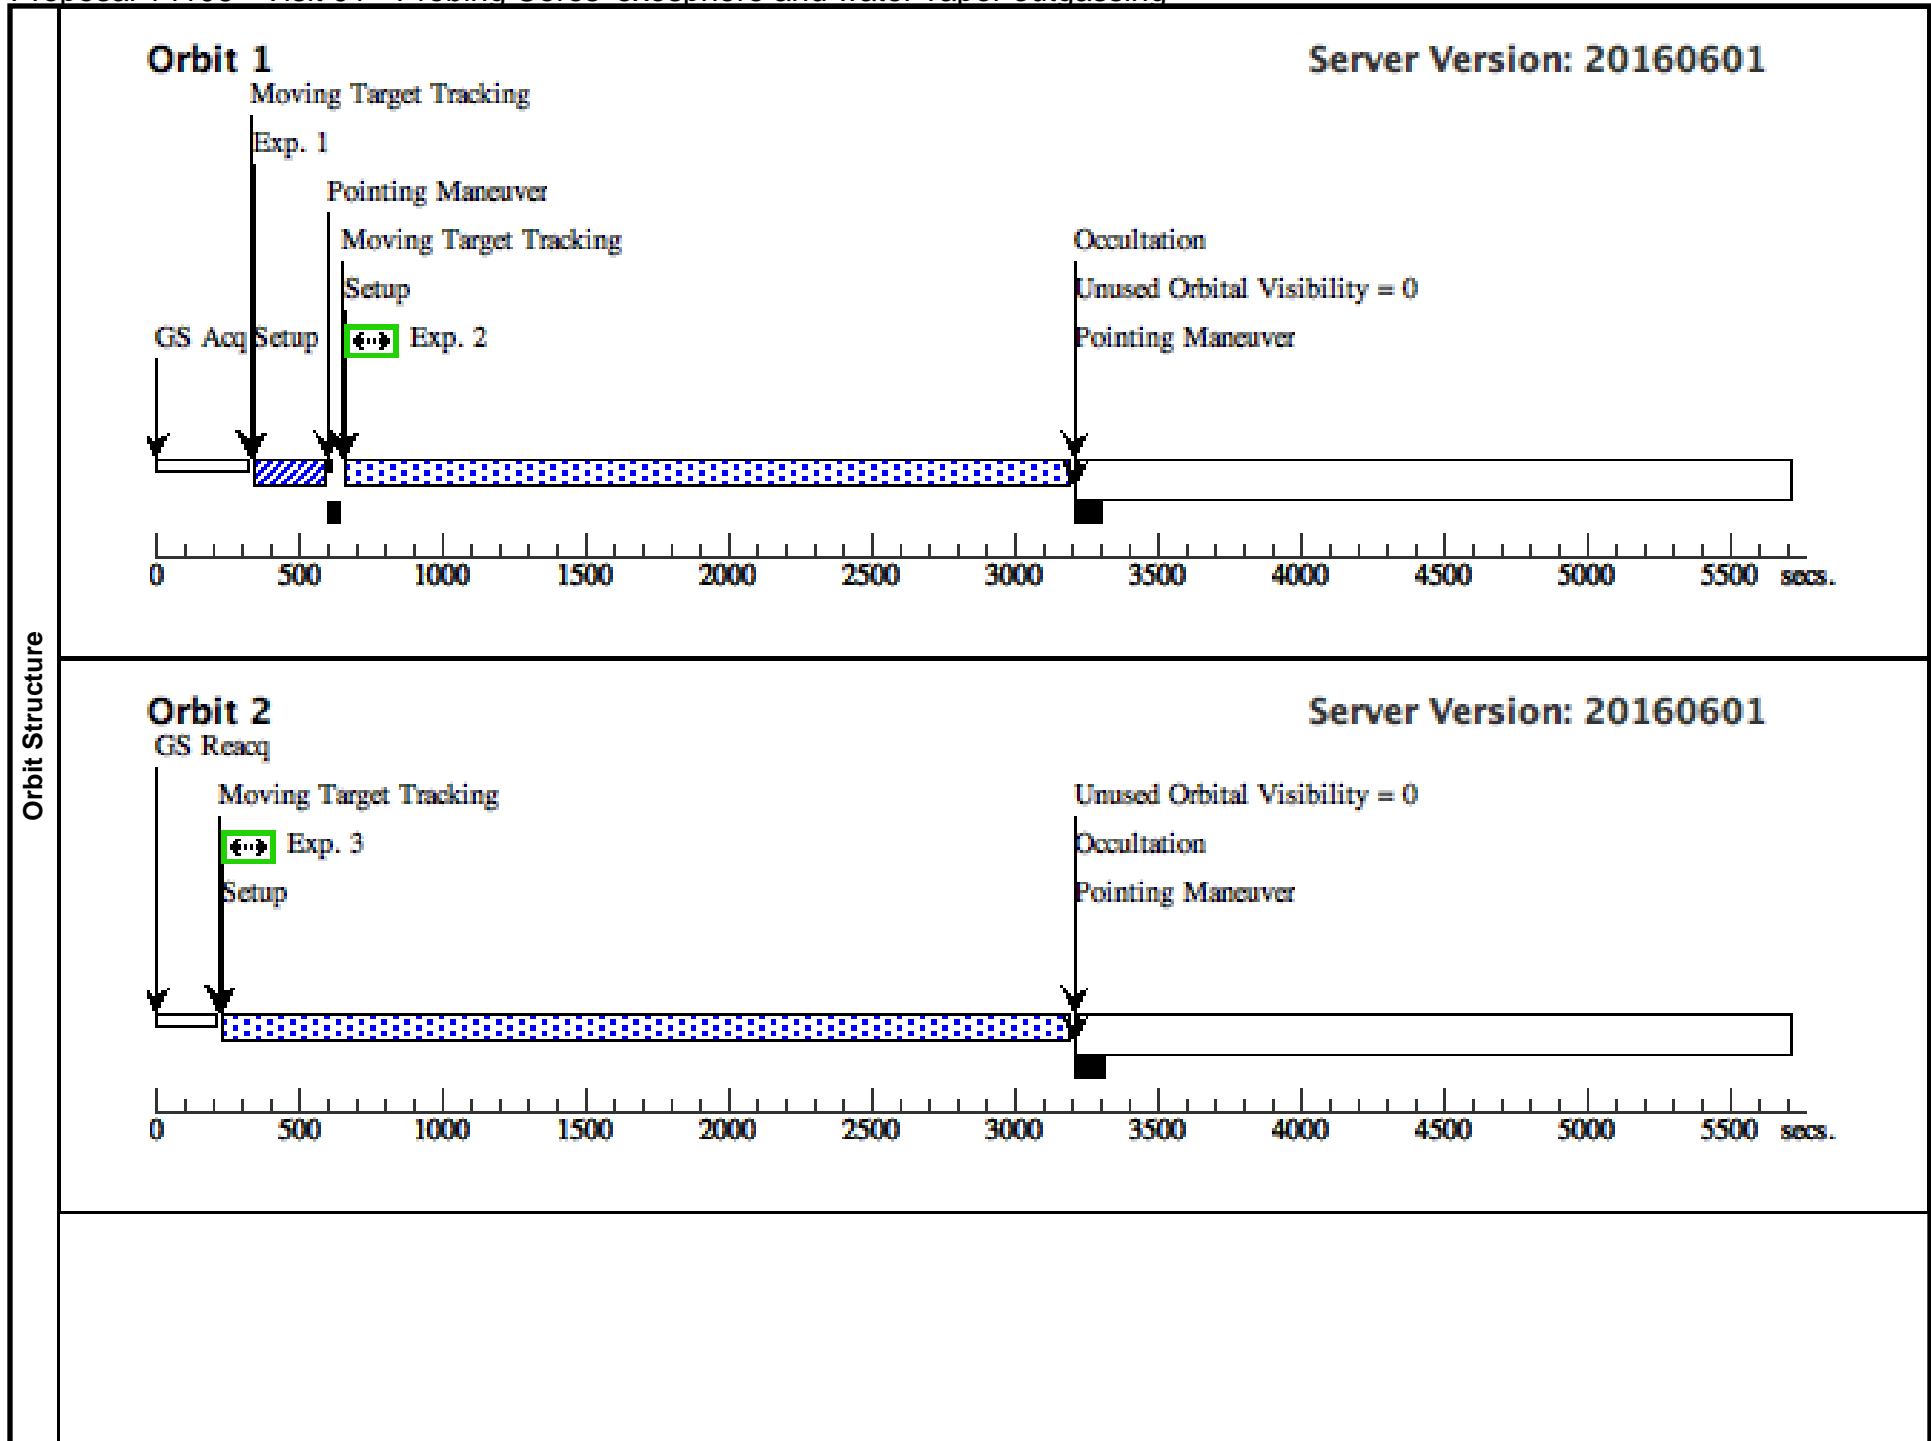 Orbit 1
Server Version: 20160601
Moving Target Tracking
Exp. 1
Pointing Maneuver
Moving Target Tracking
Occultation
Setup
Unused Orbital Visibility = 0
GS Acq Setup
Exp. 2
Pointing Maneuver
0 500 1000 1500 2000 2500 3000 3500 4000 4500 5000 5500 secs.
Orbit Structure
Orbit 2
Server Version: 20160601
GS Reacq
Moving Target Tracking
Unused Orbital Visibility = 0
Exp. 3
Occultation
Setup
Pointing Maneuver
0 500 1000 1500 2000 2500 3000 3500 4000 4500 5000 5500 secs.